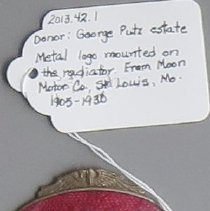 2013.42.1
Donor: George Putz estate
Metal logo mounted on
the radiator. From Moon
Motor Co, St Louis, Mo.
1905-1930